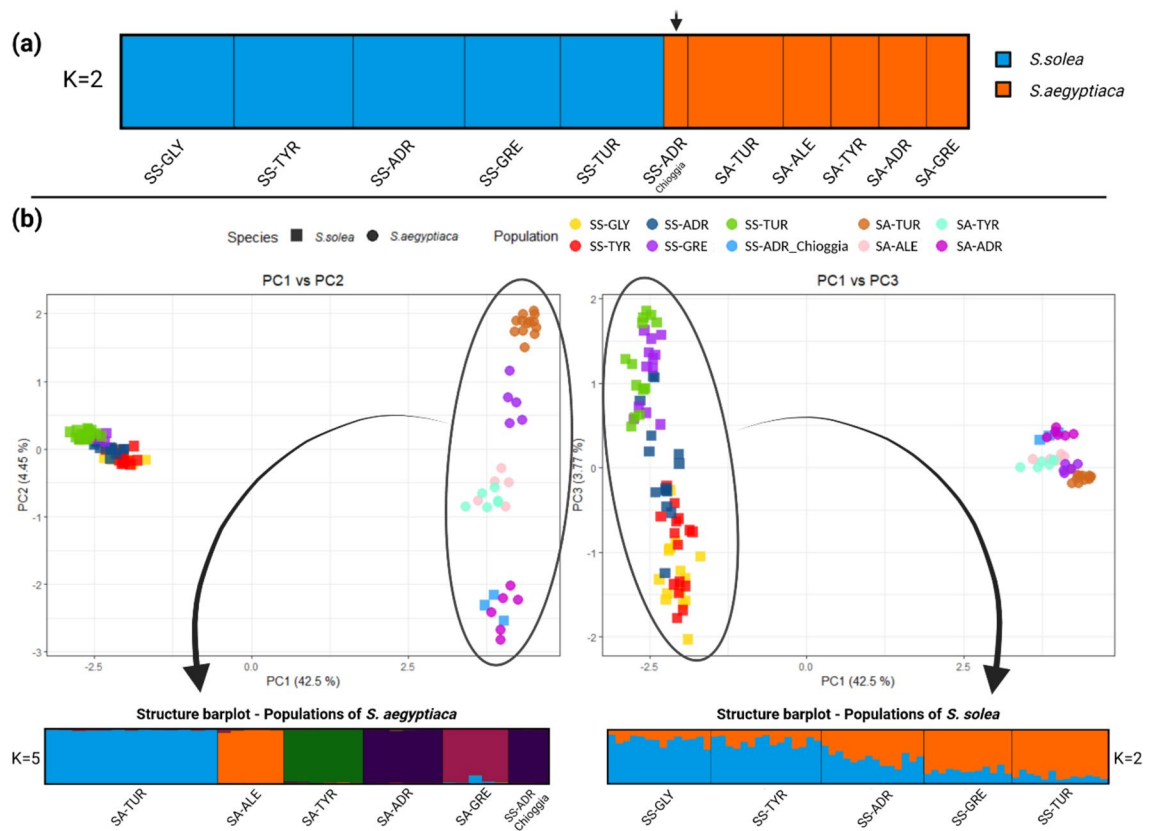 (a)
K=2
S.solea
S.aegyptiaca
SS-GLY
SS-TYR
SS-ADR
SS-GRE
SS-TUR
SS-ADR
Chioggia
SA-TUR
SA-ALE
SA-TYR
SA-ADR
SA-GRE
(b)
Species S.solea S.aegyptiaca Population
SS-GLY SS-ADR SS-TUR SA-TUR SA-TYR
SS-TYR SS-GRE SS-ADR_Chioggia SA-ALE SA-ADR
PC1 vs PC2
PC2 (4.45 %)
2
1
0
-1
-2
-3
-2.5 0.0 2.5
PC1 (42.5 %)
PC1 vs PC3
PC3 (3.77 %)
2
1
0
-1
-2
-2.5 0.0 2.5
PC1 (42.5 %)
Structure barplot - Populations of S. aegyptiaca
K=5
SA-TUR
SA-ALE
SA-TYR
SA-ADR
SA-GRE
SS-ADR
Chioggia
Structure barplot - Populations of S. solea
K=2
SS-GLY
SS-TYR
SS-ADR
SS-GRE
SS-TUR